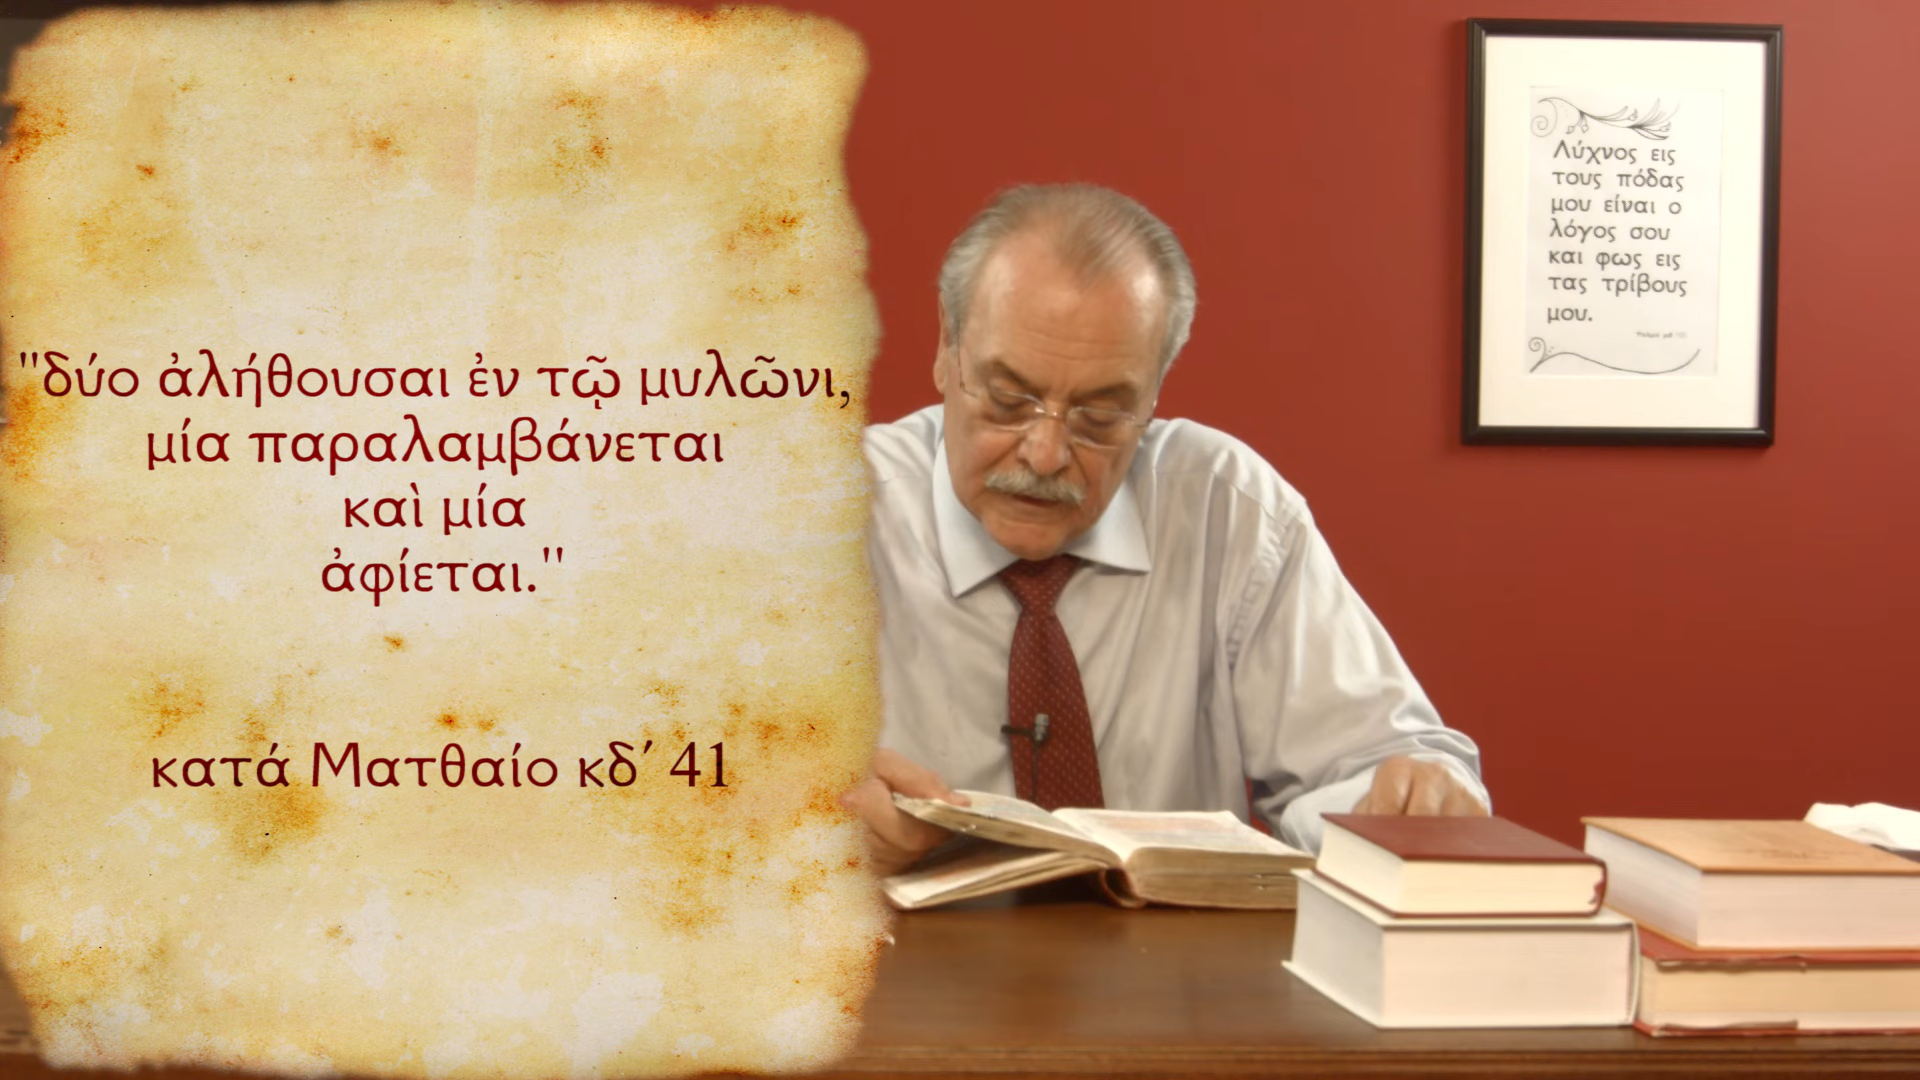 "δύο ἀλήθουσαι ἐν τῷ μυλῶνι,
μία παραλαμβάνεται
καὶ μία
ἀφίεται."
κατά Ματθαίο κδ΄ 41
Λύχνος εις
τους πόδας
μου είναι ο
λόγος σου
και φως εις
τας τρίβους
μου.